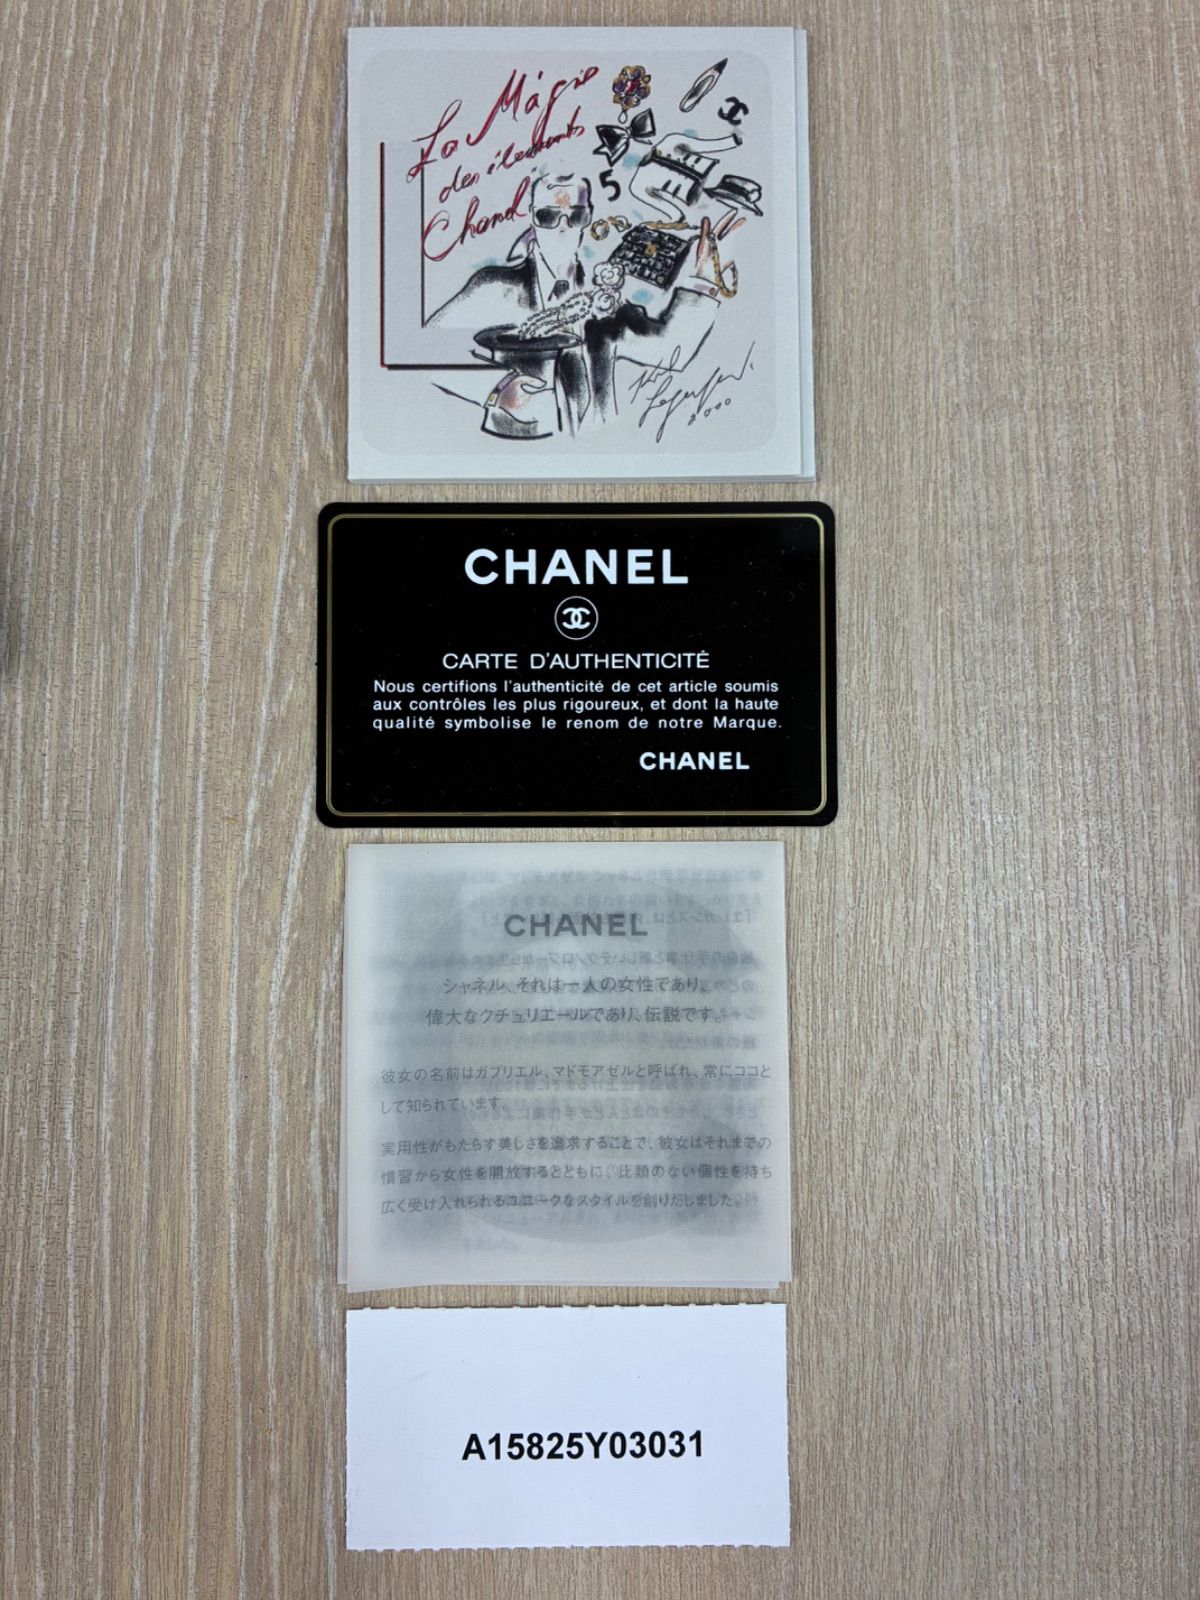 La Magie
des éléments
Chanel
5
Karl
Lagerfeld
2000
CHANEL
CARTE D'AUTHENTICITÉ
Nous certifions l'authenticité de cet article soumis
aux contrôles les plus rigoureux, et dont la haute
qualité symbolise le renom de notre Marque.
CHANEL
CHANEL
シャネル、それは一人の女性であり、
偉大なクチュリエールであり、伝説です。
彼女の名前はガブリエル、マドモアゼルと呼ばれ、常にココと
して知られています。
実用性がもたらす美しさを追求することで、彼女はそれまでの
慣習から女性を開放するとともに、比類のない個性を持ち
広く受け入れられるユニークなスタイルを創りだしました。
A15825Y03031